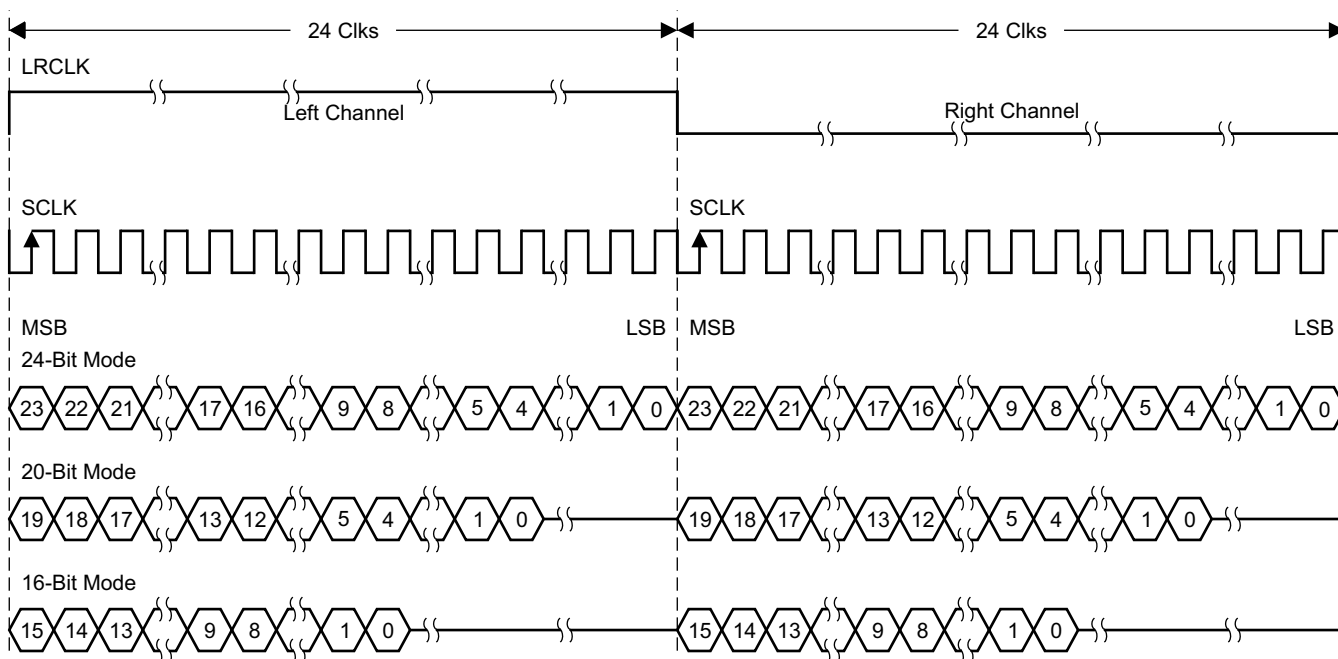 24 Clks 24 Clks
LRCLK
Left Channel Right Channel
SCLK SCLK
MSB LSB MSB LSB
24-Bit Mode
23 22 21 17 16 9 8 5 4 1 0 23 22 21 17 16 9 8 5 4 1 0
20-Bit Mode
19 18 17 13 12 5 4 1 0 19 18 17 13 12 5 4 1 0
16-Bit Mode
15 14 13 9 8 1 0 15 14 13 9 8 1 0